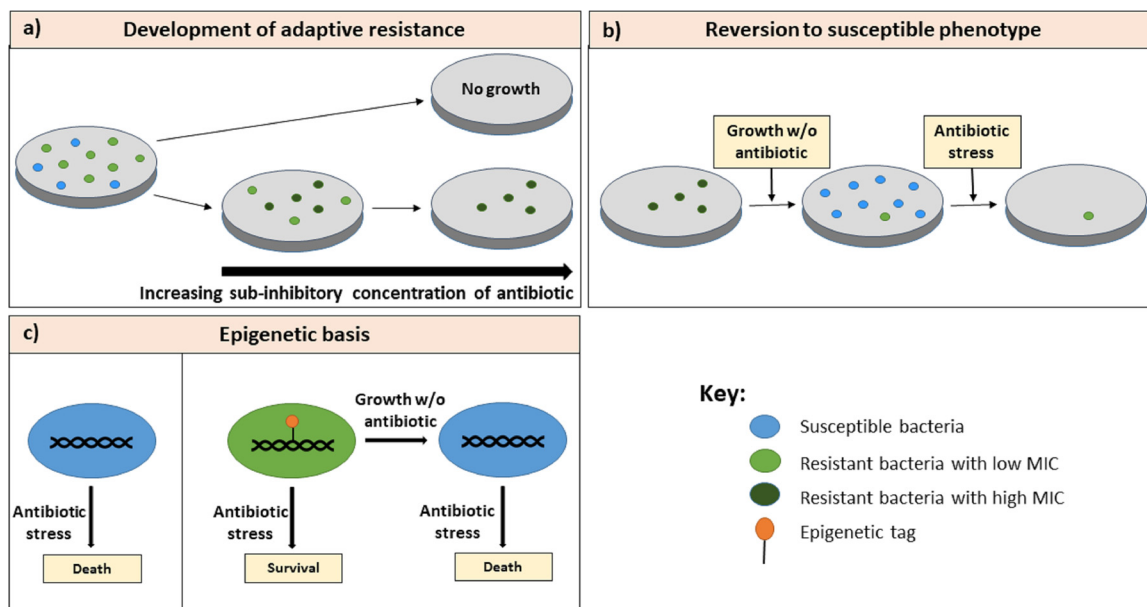 a)
Development of adaptive resistance
No growth
Increasing sub-inhibitory concentration of antibiotic
b)
Reversion to susceptible phenotype
Growth w/o
antibiotic
Antibiotic
stress
c)
Epigenetic basis
Growth w/o
antibiotic
Antibiotic
stress
Antibiotic
stress
Antibiotic
stress
Death
Survival
Death
Key:
Susceptible bacteria
Resistant bacteria with low MIC
Resistant bacteria with high MIC
Epigenetic tag